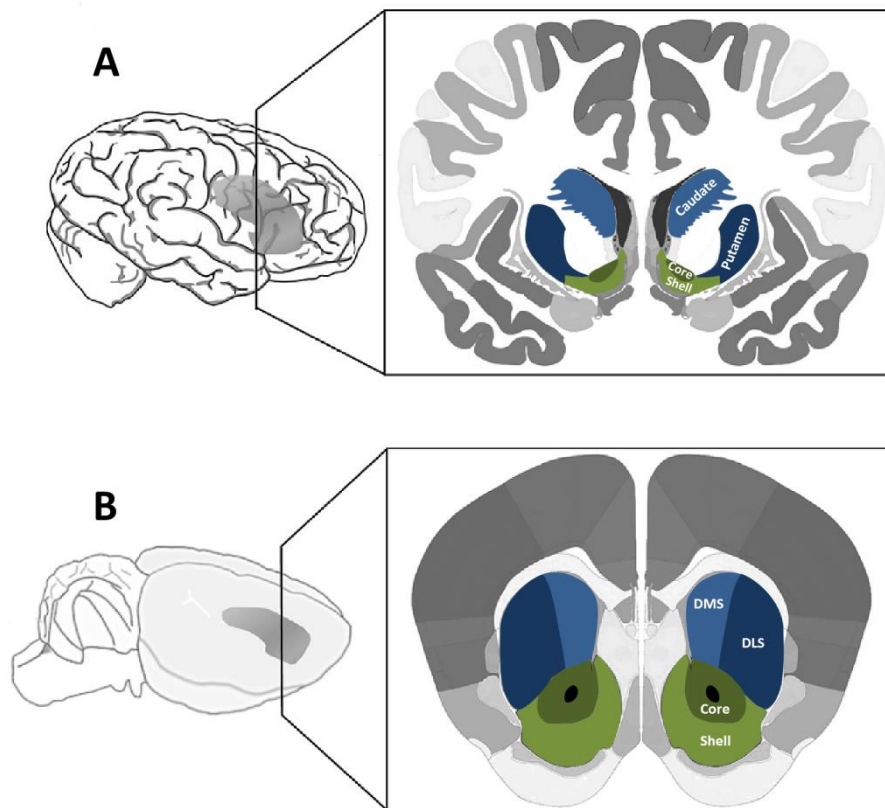 A
Caudate
Putamen
Core
Shell
B
DMS
DLS
Core
Shell